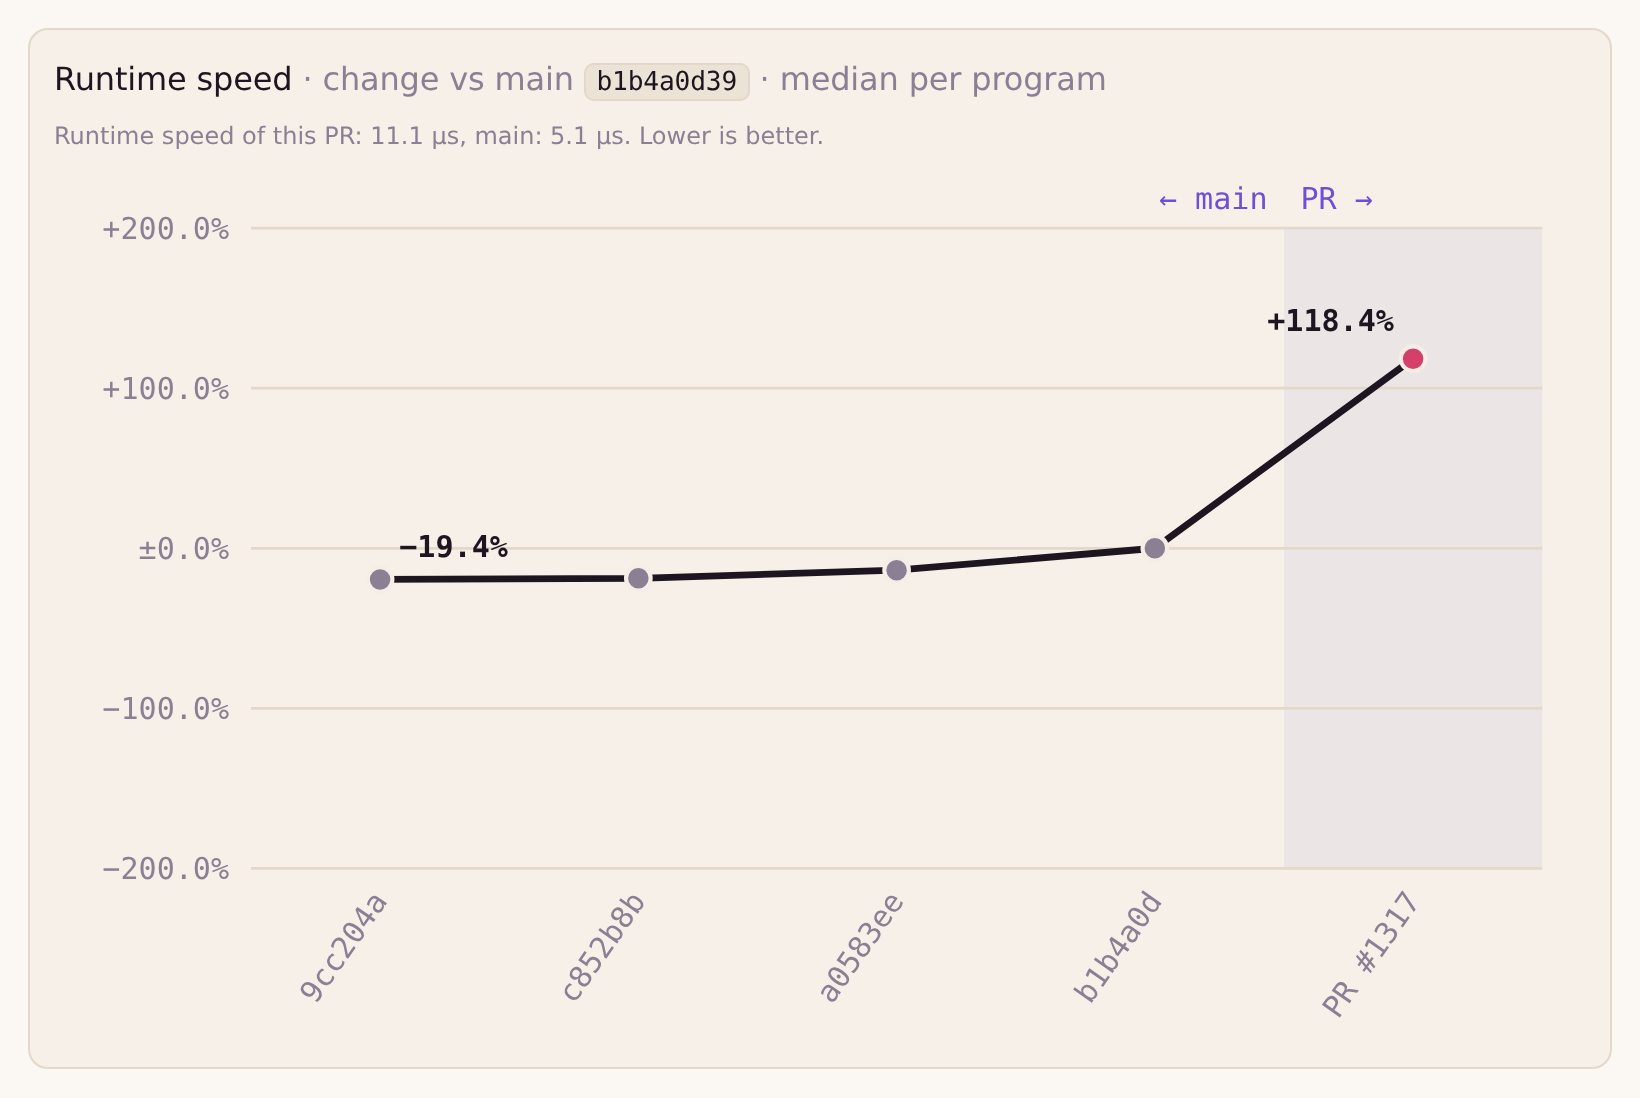 Runtime speed · change vs main b1b4a0d39 · median per program
Runtime speed of this PR: 11.1 µs, main: 5.1 µs. Lower is better.
← main PR →
+200.0%
+118.4%
+100.0%
±0.0%
−19.4%
−100.0%
−200.0%
9cc204a
c852b8b
a0583ee
b1b4a0d
PR #1317